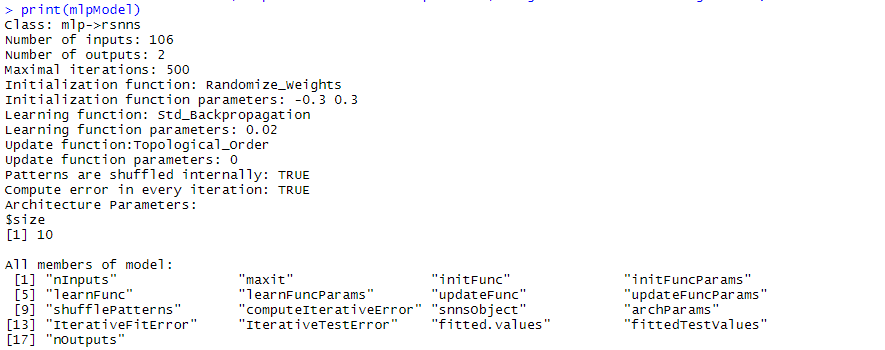 > print(mlpModel)
Class: mlp->rsnns
Number of inputs: 106
Number of outputs: 2
Maximal iterations: 500
Initialization function: Randomize_Weights
Initialization function parameters: -0.3 0.3
Learning function: Std_Backpropagation
Learning function parameters: 0.02
Update function:Topological_Order
Update function parameters: 0
Patterns are shuffled internally: TRUE
Compute error in every iteration: TRUE
Architecture Parameters:
$size
[1] 10

All members of model:
 [1] "nInputs"               "maxit"                 "initFunc"              "initFuncParams"
 [5] "learnFunc"             "learnFuncParams"       "updateFunc"            "updateFuncParams"
 [9] "shufflePatterns"       "computeIterativeError" "snnsObject"            "archParams"
[13] "IterativeFitError"     "IterativeTestError"    "fitted.values"         "fittedTestValues"
[17] "nOutputs"